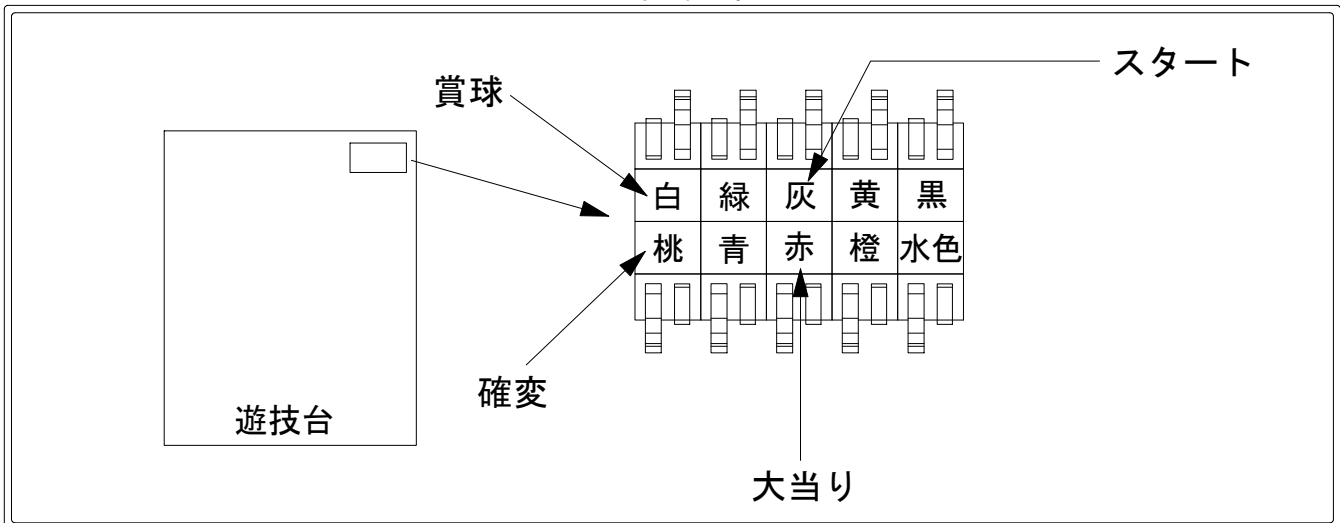 スタート
賞球
白 緑 灰 黄 黒
桃 青 赤 橙 水色
確変
遊技台
大当り